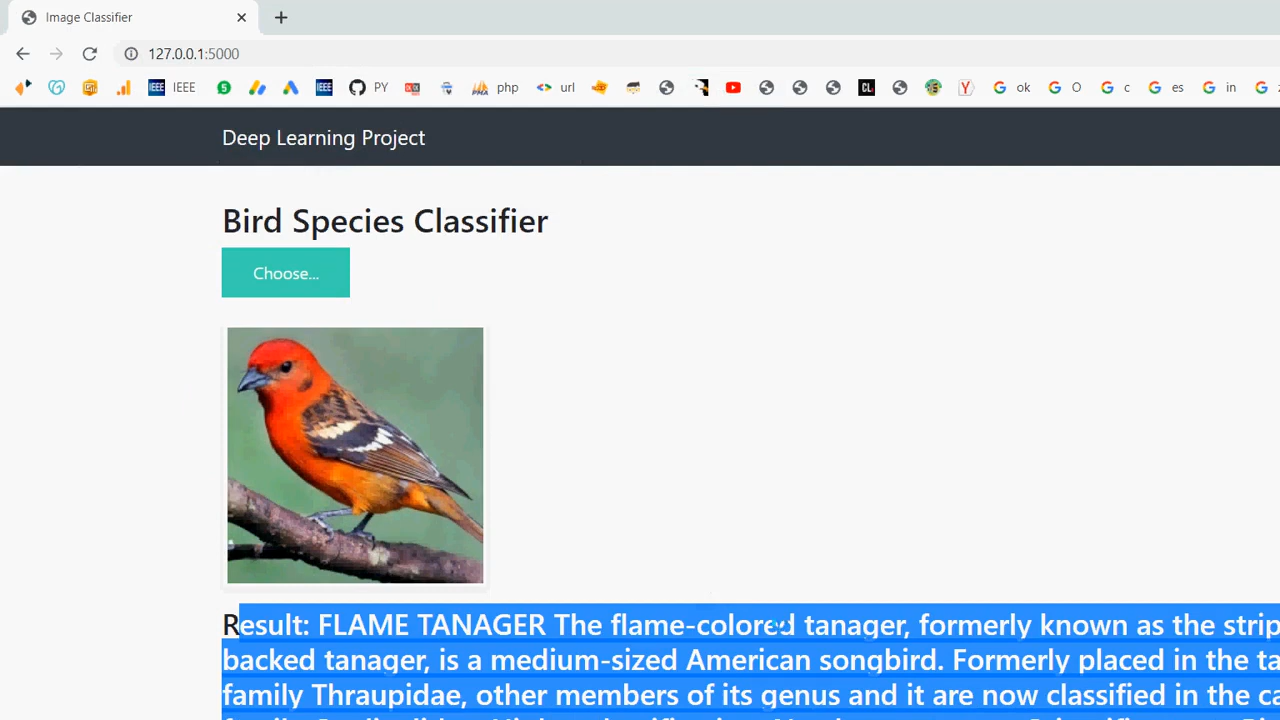 Image Classifier
127.0.0.1:5000
IEEE PY php url ok O c es in
Deep Learning Project
Bird Species Classifier
Choose...
Result: FLAME TANAGER The flame-colored tanager, formerly known as the
backed tanager, is a medium-sized American songbird. Formerly placed in the
family Thraupidae, other members of its genus and it are now classified in the